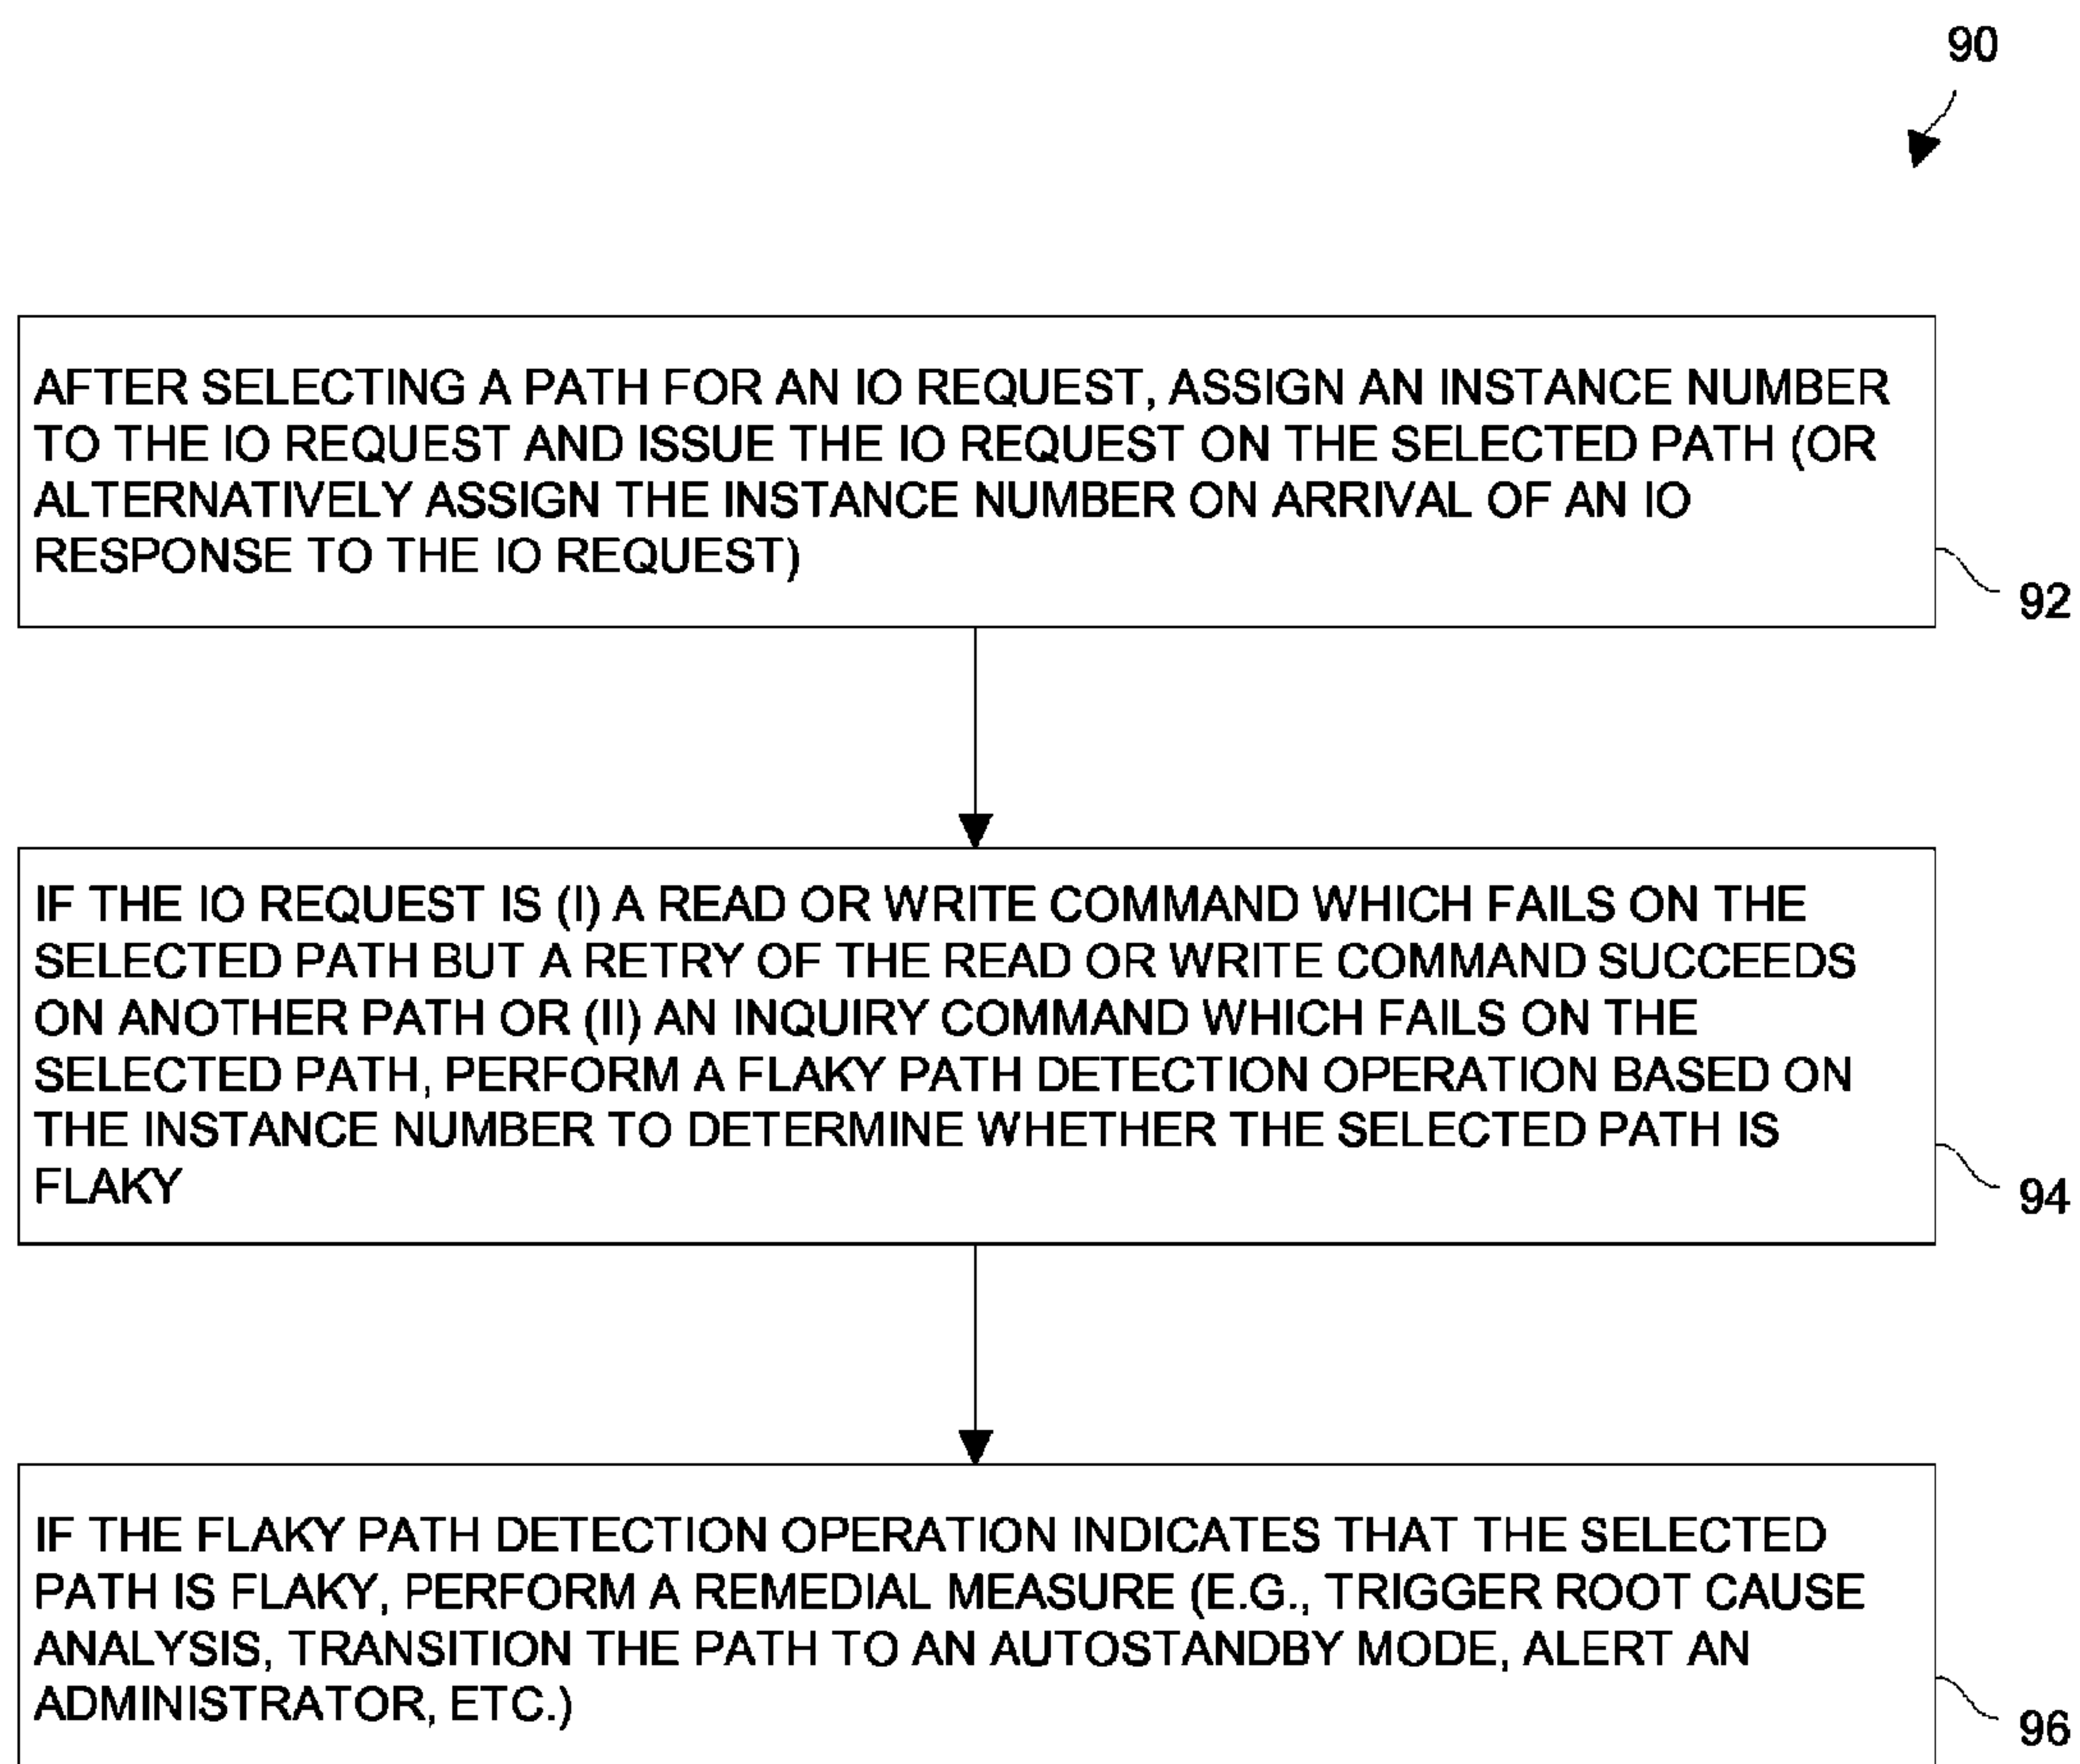 90
AFTER SELECTING A PATH FOR AN IO REQUEST, ASSIGN AN INSTANCE NUMBER
TO THE IO REQUEST AND ISSUE THE IO REQUEST ON THE SELECTED PATH (OR
ALTERNATIVELY ASSIGN THE INSTANCE NUMBER ON ARRIVAL OF AN IO
RESPONSE TO THE IO REQUEST)
92
IF THE IO REQUEST IS (I) A READ OR WRITE COMMAND WHICH FAILS ON THE
SELECTED PATH BUT A RETRY OF THE READ OR WRITE COMMAND SUCCEEDS
ON ANOTHER PATH OR (II) AN INQUIRY COMMAND WHICH FAILS ON THE
SELECTED PATH, PERFORM A FLAKY PATH DETECTION OPERATION BASED ON
THE INSTANCE NUMBER TO DETERMINE WHETHER THE SELECTED PATH IS
FLAKY
94
IF THE FLAKY PATH DETECTION OPERATION INDICATES THAT THE SELECTED
PATH IS FLAKY, PERFORM A REMEDIAL MEASURE (E.G., TRIGGER ROOT CAUSE
ANALYSIS, TRANSITION THE PATH TO AN AUTOSTANDBY MODE, ALERT AN
ADMINISTRATOR, ETC.)
96